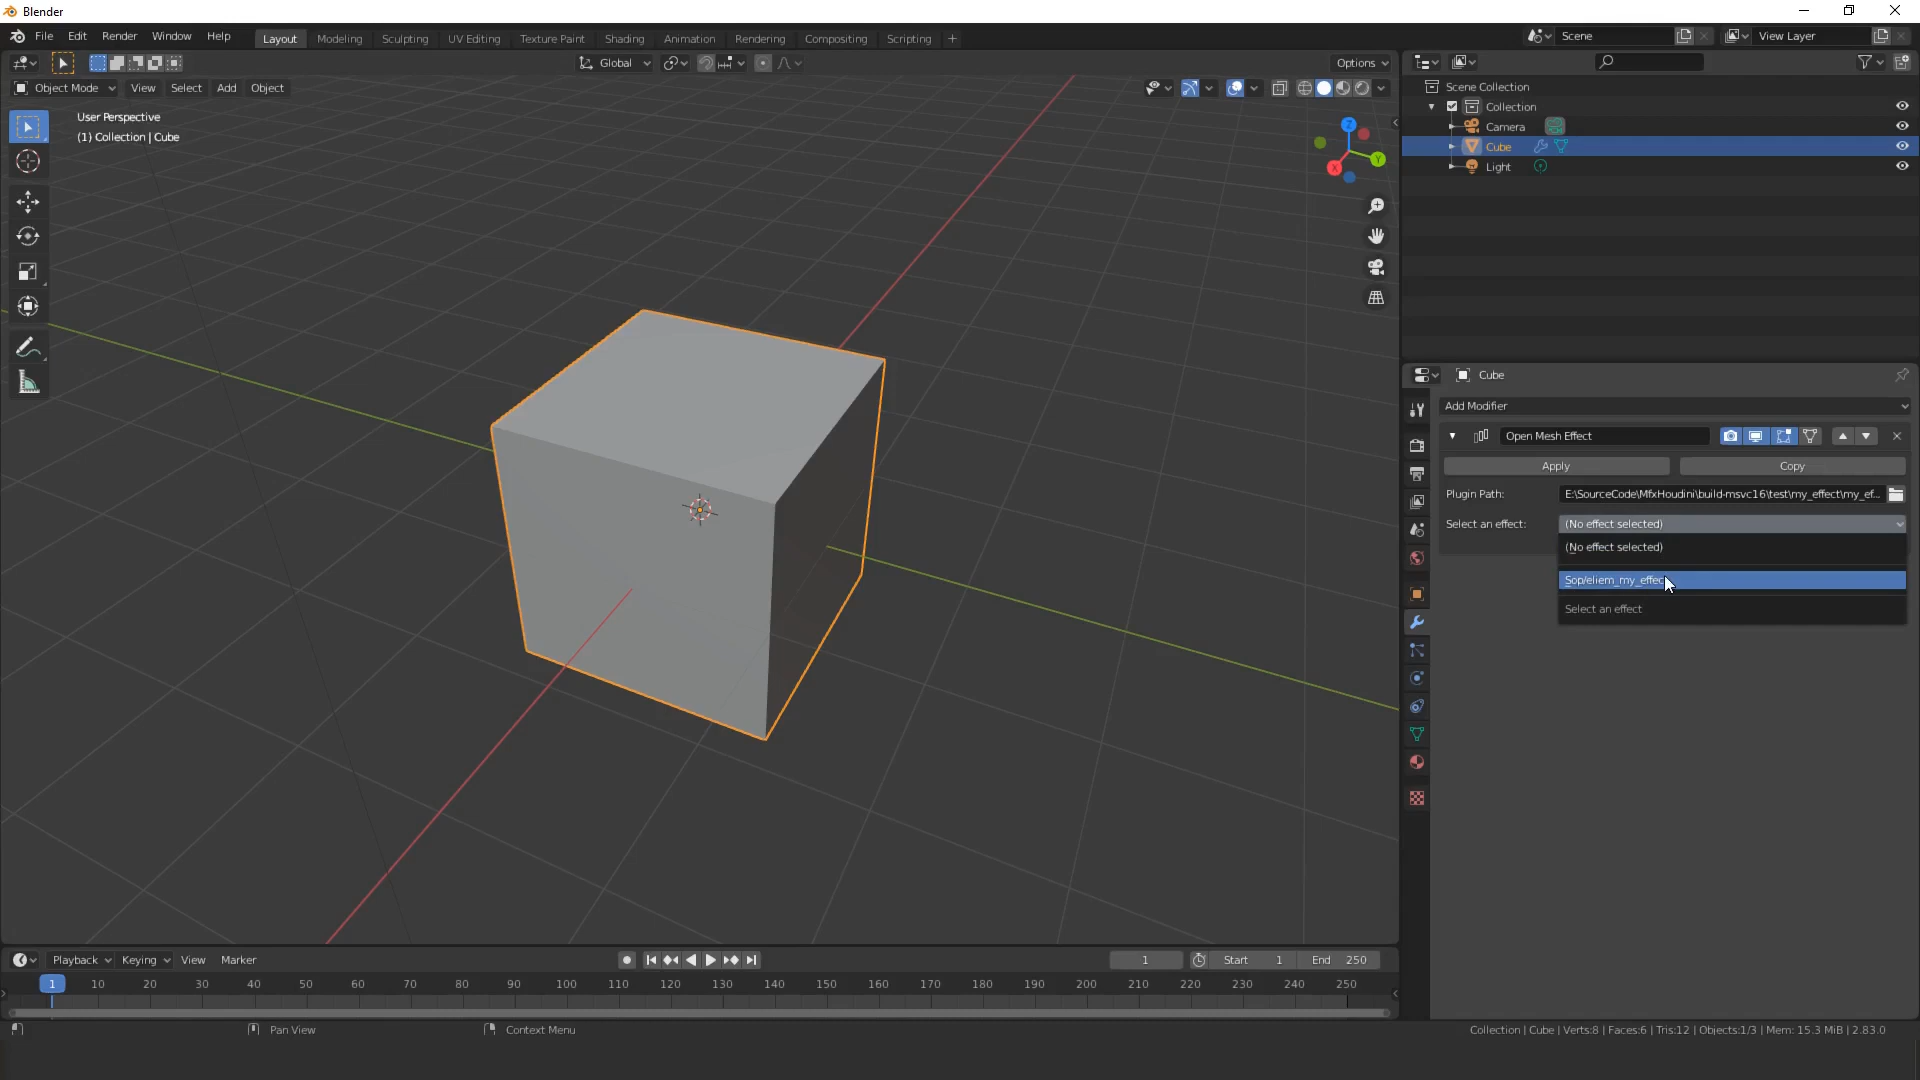 Blender
File Edit Render Window Help
Layout Modeling Sculpting UV Editing Texture Paint Shading Animation Rendering Compositing Scripting +
Scene
View Layer
Global
Options
Object Mode View Select Add Object
User Perspective
(1) Collection | Cube
Z
Y
X
Scene Collection
Collection
Camera
Cube
Light
Cube
Add Modifier
Open Mesh Effect
Apply Copy
Plugin Path: E:\SourceCode\MfxHoudini\build-msvc16\test\my_effect\my_ef...
Select an effect: (No effect selected)
(No effect selected)
Sop/eliem_my_effect
Select an effect
Playback Keying View Marker
1 Start 1 End 250
1 10 20 30 40 50 60 70 80 90 100 110 120 130 140 150 160 170 180 190 200 210 220 230 240 250
Pan View
Context Menu
Collection | Cube | Verts:8 | Faces:6 | Tris:12 | Objects:1/3 | Mem: 15.3 MiB | 2.83.0